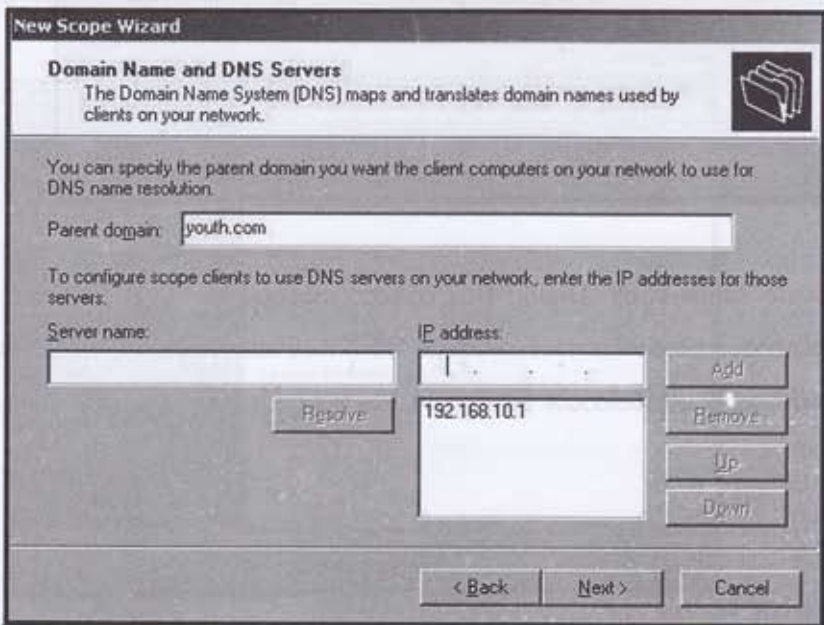 New Scope Wizard
Domain Name and DNS Servers
The Domain Name System (DNS) maps and translates domain names used by
clients on your network.
You can specify the parent domain you want the client computers on your network to use for
DNS name resolution.
Parent domain: youth.com
To configure scope clients to use DNS servers on your network, enter the IP addresses for those
servers.
Server name: IP address:
Add
Resolve 192.168.10.1 Remove
Up
Down
< Back Next > Cancel